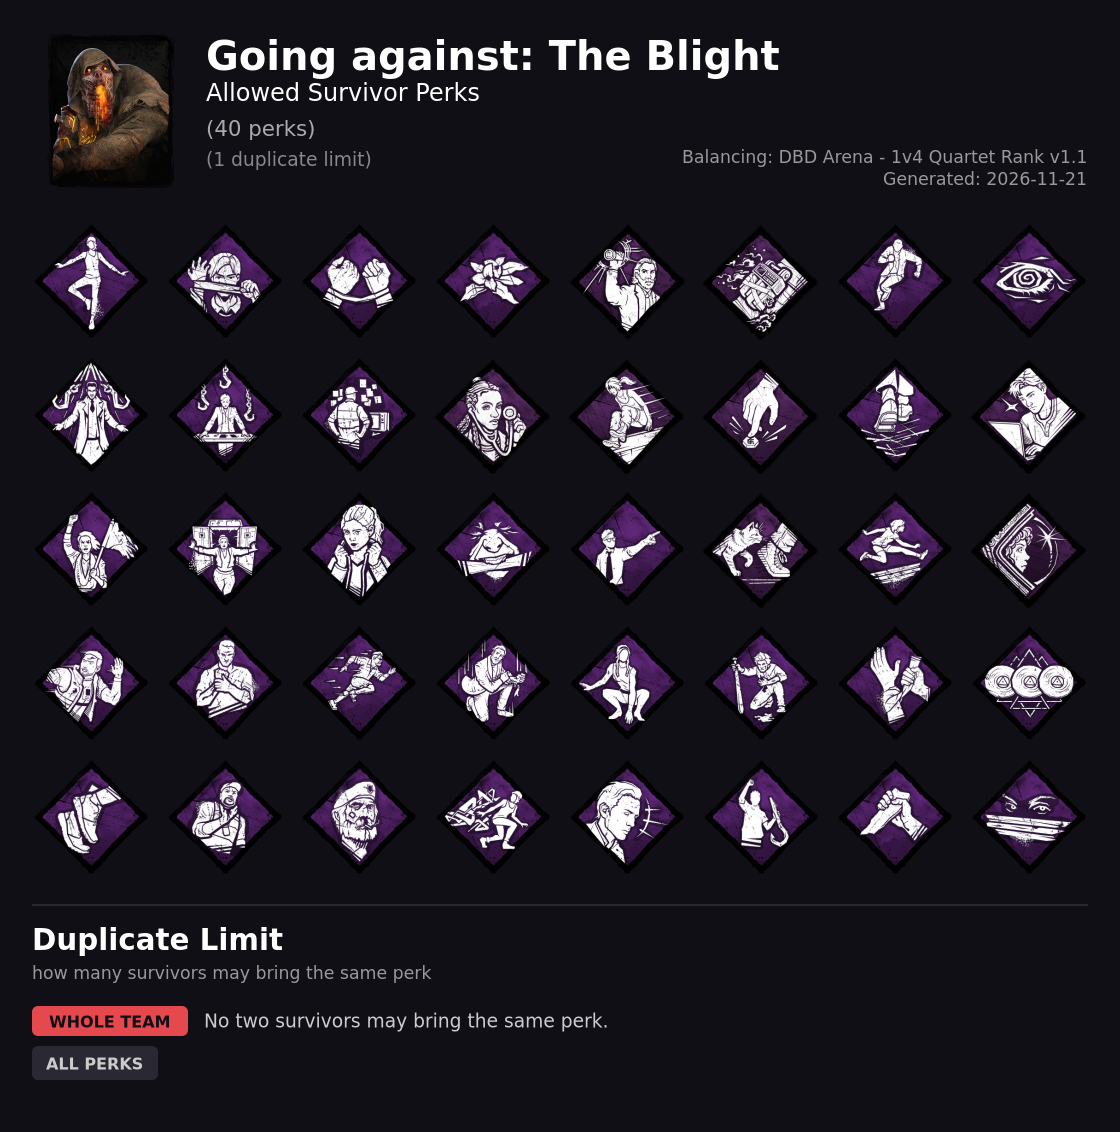 Going against: The Blight
Allowed Survivor Perks
(40 perks)
(1 duplicate limit)
Balancing: DBD Arena - 1v4 Quartet Rank v1.1
Generated: 2026-11-21
Duplicate Limit
how many survivors may bring the same perk
WHOLE TEAM No two survivors may bring the same perk.
ALL PERKS